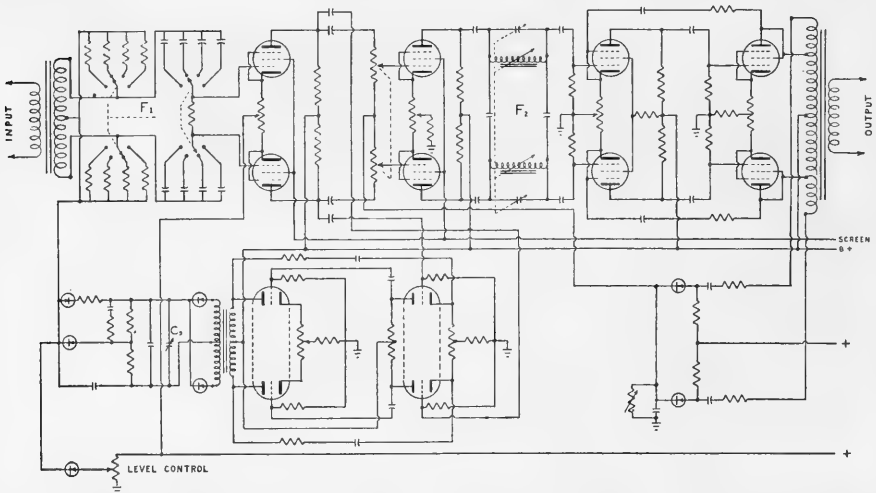 INPUT
F1
F2
OUTPUT
SCREEN
B +
C3
+
LEVEL CONTROL
+